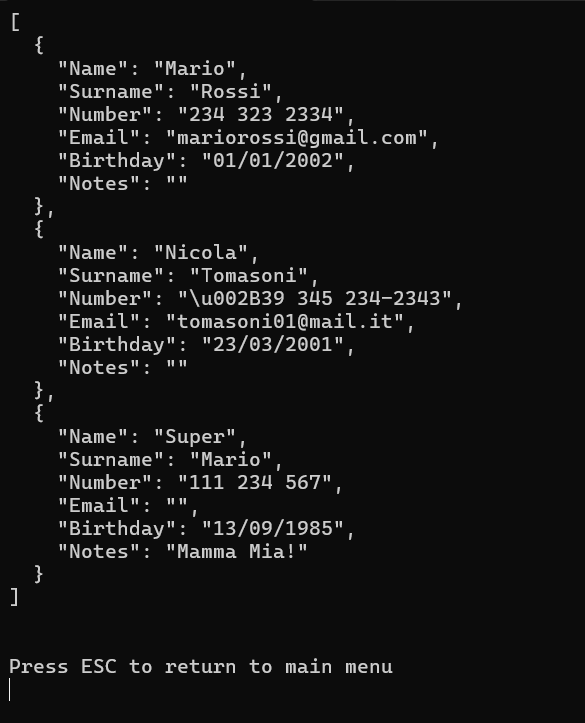 [
  {
    "Name": "Mario",
    "Surname": "Rossi",
    "Number": "234 323 2334",
    "Email": "mariorossi@gmail.com",
    "Birthday": "01/01/2002",
    "Notes": ""
  },
  {
    "Name": "Nicola",
    "Surname": "Tomasoni",
    "Number": "\u002B39 345 234-2343",
    "Email": "tomasoni01@mail.it",
    "Birthday": "23/03/2001",
    "Notes": ""
  },
  {
    "Name": "Super",
    "Surname": "Mario",
    "Number": "111 234 567",
    "Email": "",
    "Birthday": "13/09/1985",
    "Notes": "Mamma Mia!"
  }
]
Press ESC to return to main menu